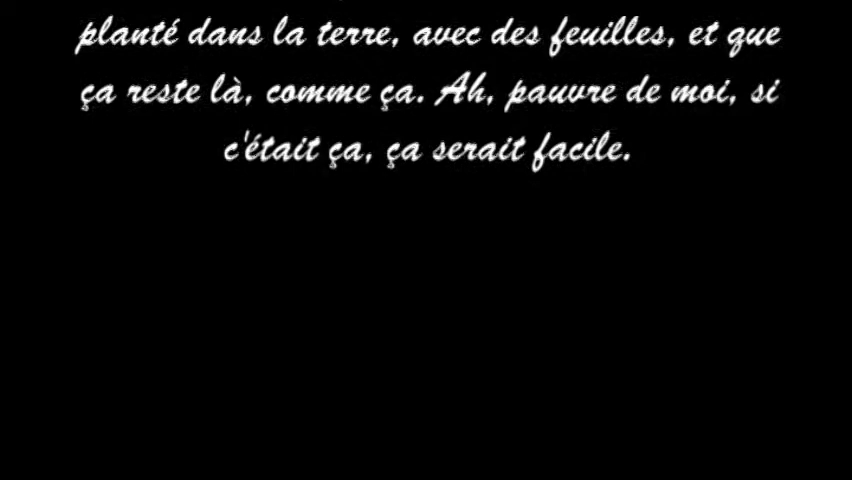 planté dans la terre, avec des feuilles, et que
ça reste là, comme ça. Ah, pauvre de moi, si
c'était ça, ça serait facile.